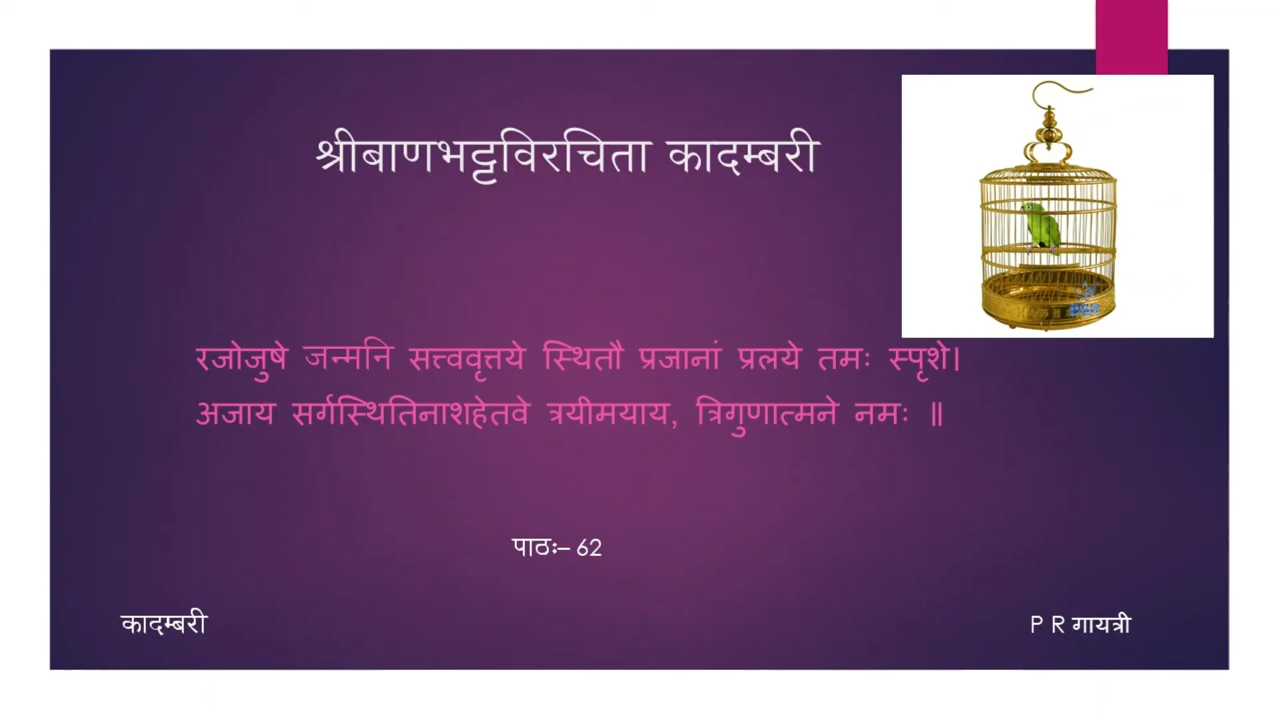 श्रीबाणभट्टविरचिता कादम्बरी
रजोजुषे जन्मनि सत्त्ववृत्तये स्थितौ प्रजानां प्रलये तमः स्पृशे।
अजाय सर्गस्थितिनाशहेतवे त्रयीमयाय, त्रिगुणात्मने नमः ॥
पाठः– 62
कादम्बरी
P R गायत्री